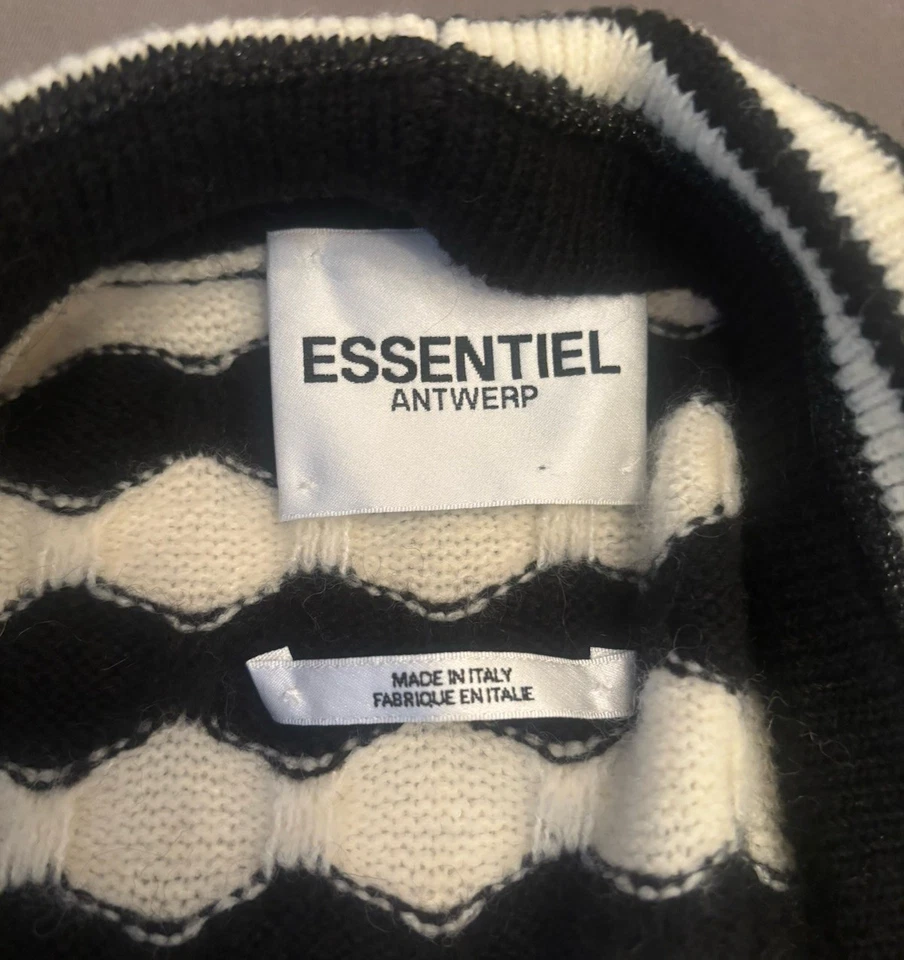 ESSENTIEL
ANTWERP
MADE IN ITALY
FABRIQUE EN ITALIE